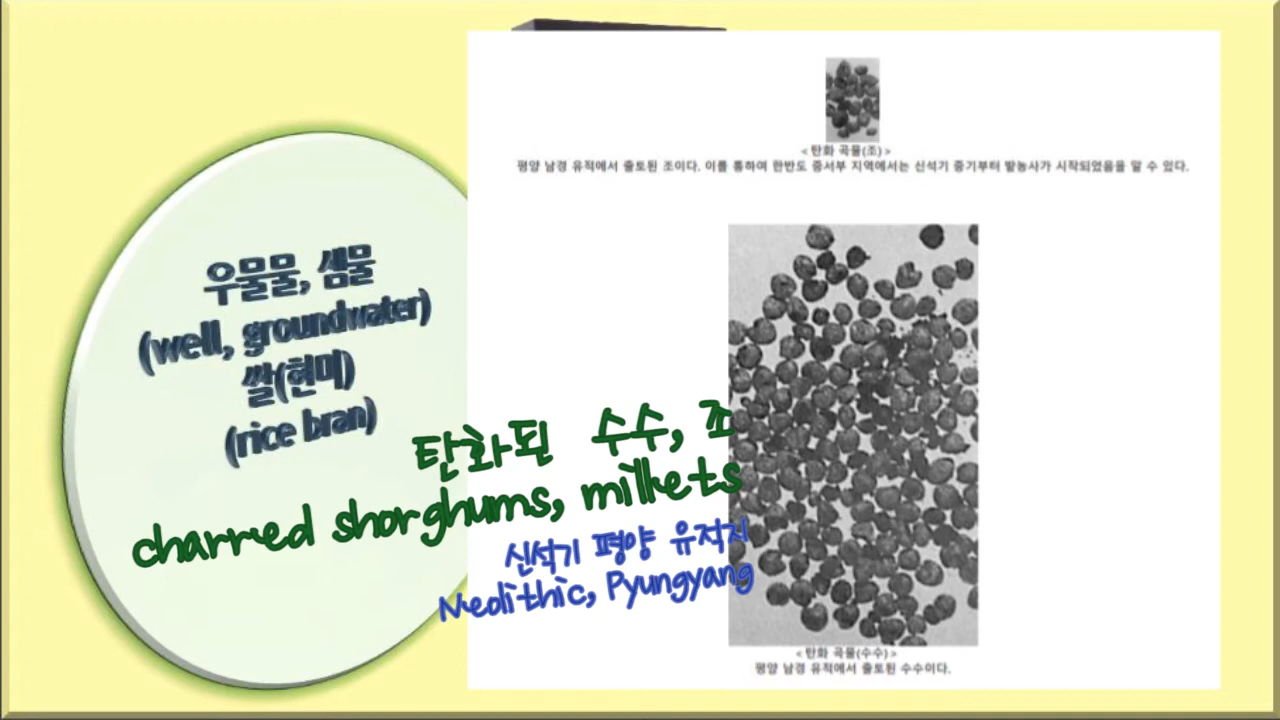 <탄화 곡물(조)>
평양 남경 유적에서 출토된 조이다. 이를 통하여 한반도 중서부 지역에서는 신석기 중기부터 밭농사가 시작되었음을 알 수 있다.
우물물, 샘물
(well, groundwater)
쌀(현미)
(rice bran)
탄화된 수수, 조
charred shorghums, millets
신석기 평양 유적지
Neolithic, Pyungyang
<탄화 곡물(수수)>
평양 남경 유적에서 출토된 수수이다.